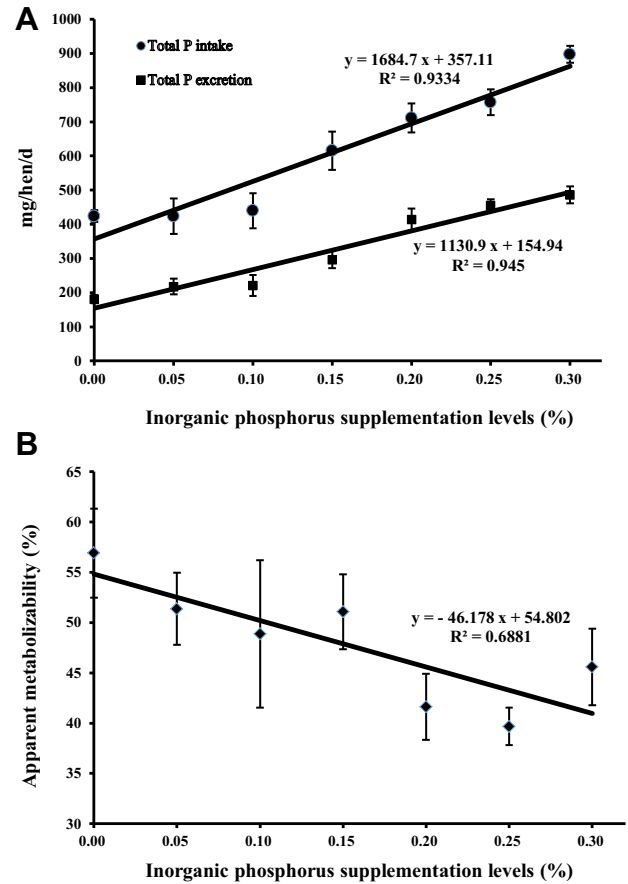 A
1000
900
800
700
600
500
400
300
200
100
0
mg/hen/d
Total P intake
Total P excretion
y = 1684.7 x + 357.11
R² = 0.9334
y = 1130.9 x + 154.94
R² = 0.945
0.00 0.05 0.10 0.15 0.20 0.25 0.30
Inorganic phosphorus supplementation levels (%)
B
65
60
55
50
45
40
35
30
Apparent metabolizability (%)
y = - 46.178 x + 54.802
R² = 0.6881
0.00 0.05 0.10 0.15 0.20 0.25 0.30
Inorganic phosphorus supplementation levels (%)